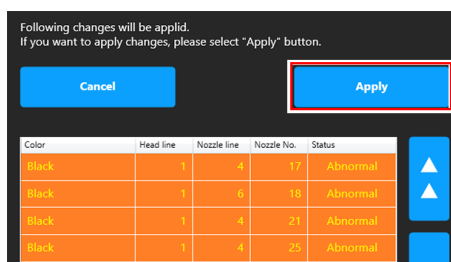 Following changes will be applid.
If you want to apply changes, please select "Apply" button.
Cancel Apply
Color Head line Nozzle line Nozzle No. Status
Black 1 4 17 Abnormal
Black 1 6 18 Abnormal
Black 1 4 21 Abnormal
Black 1 4 25 Abnormal